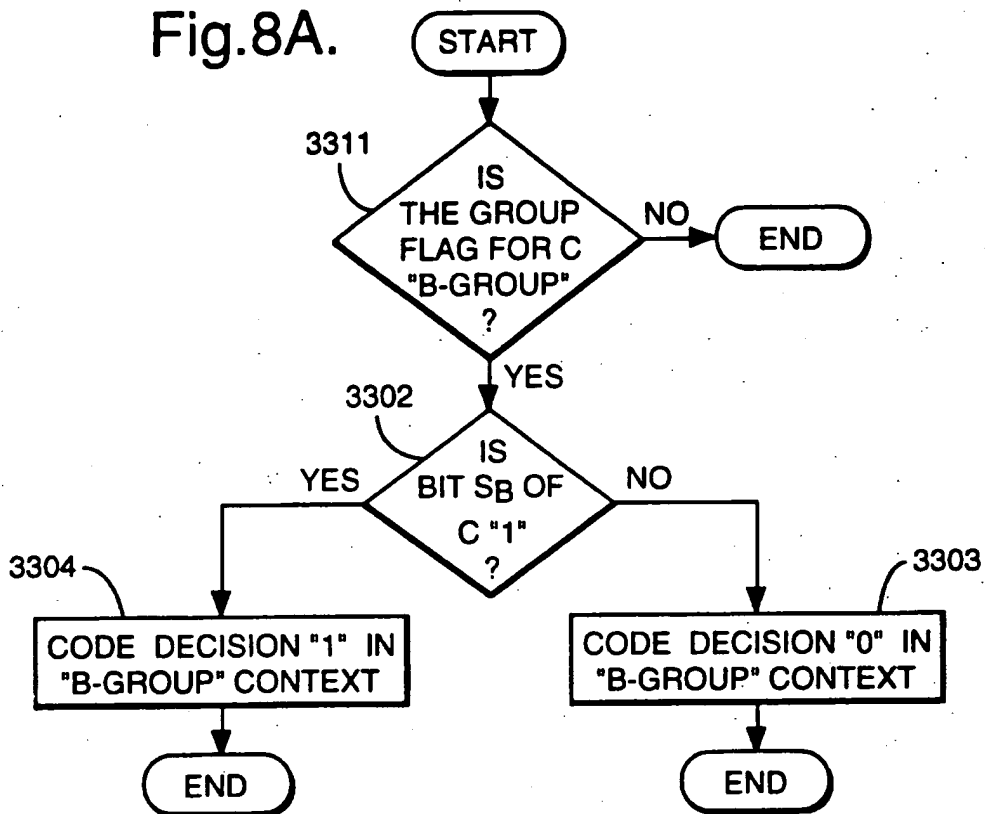 Fig.8A.
START
3311
IS
THE GROUP
FLAG FOR C
"B-GROUP"
?
NO
END
YES
3302
IS
BIT SB OF
C "1"
?
YES
NO
3304
3303
CODE DECISION "1" IN
"B-GROUP" CONTEXT
CODE DECISION "0" IN
"B-GROUP" CONTEXT
END
END